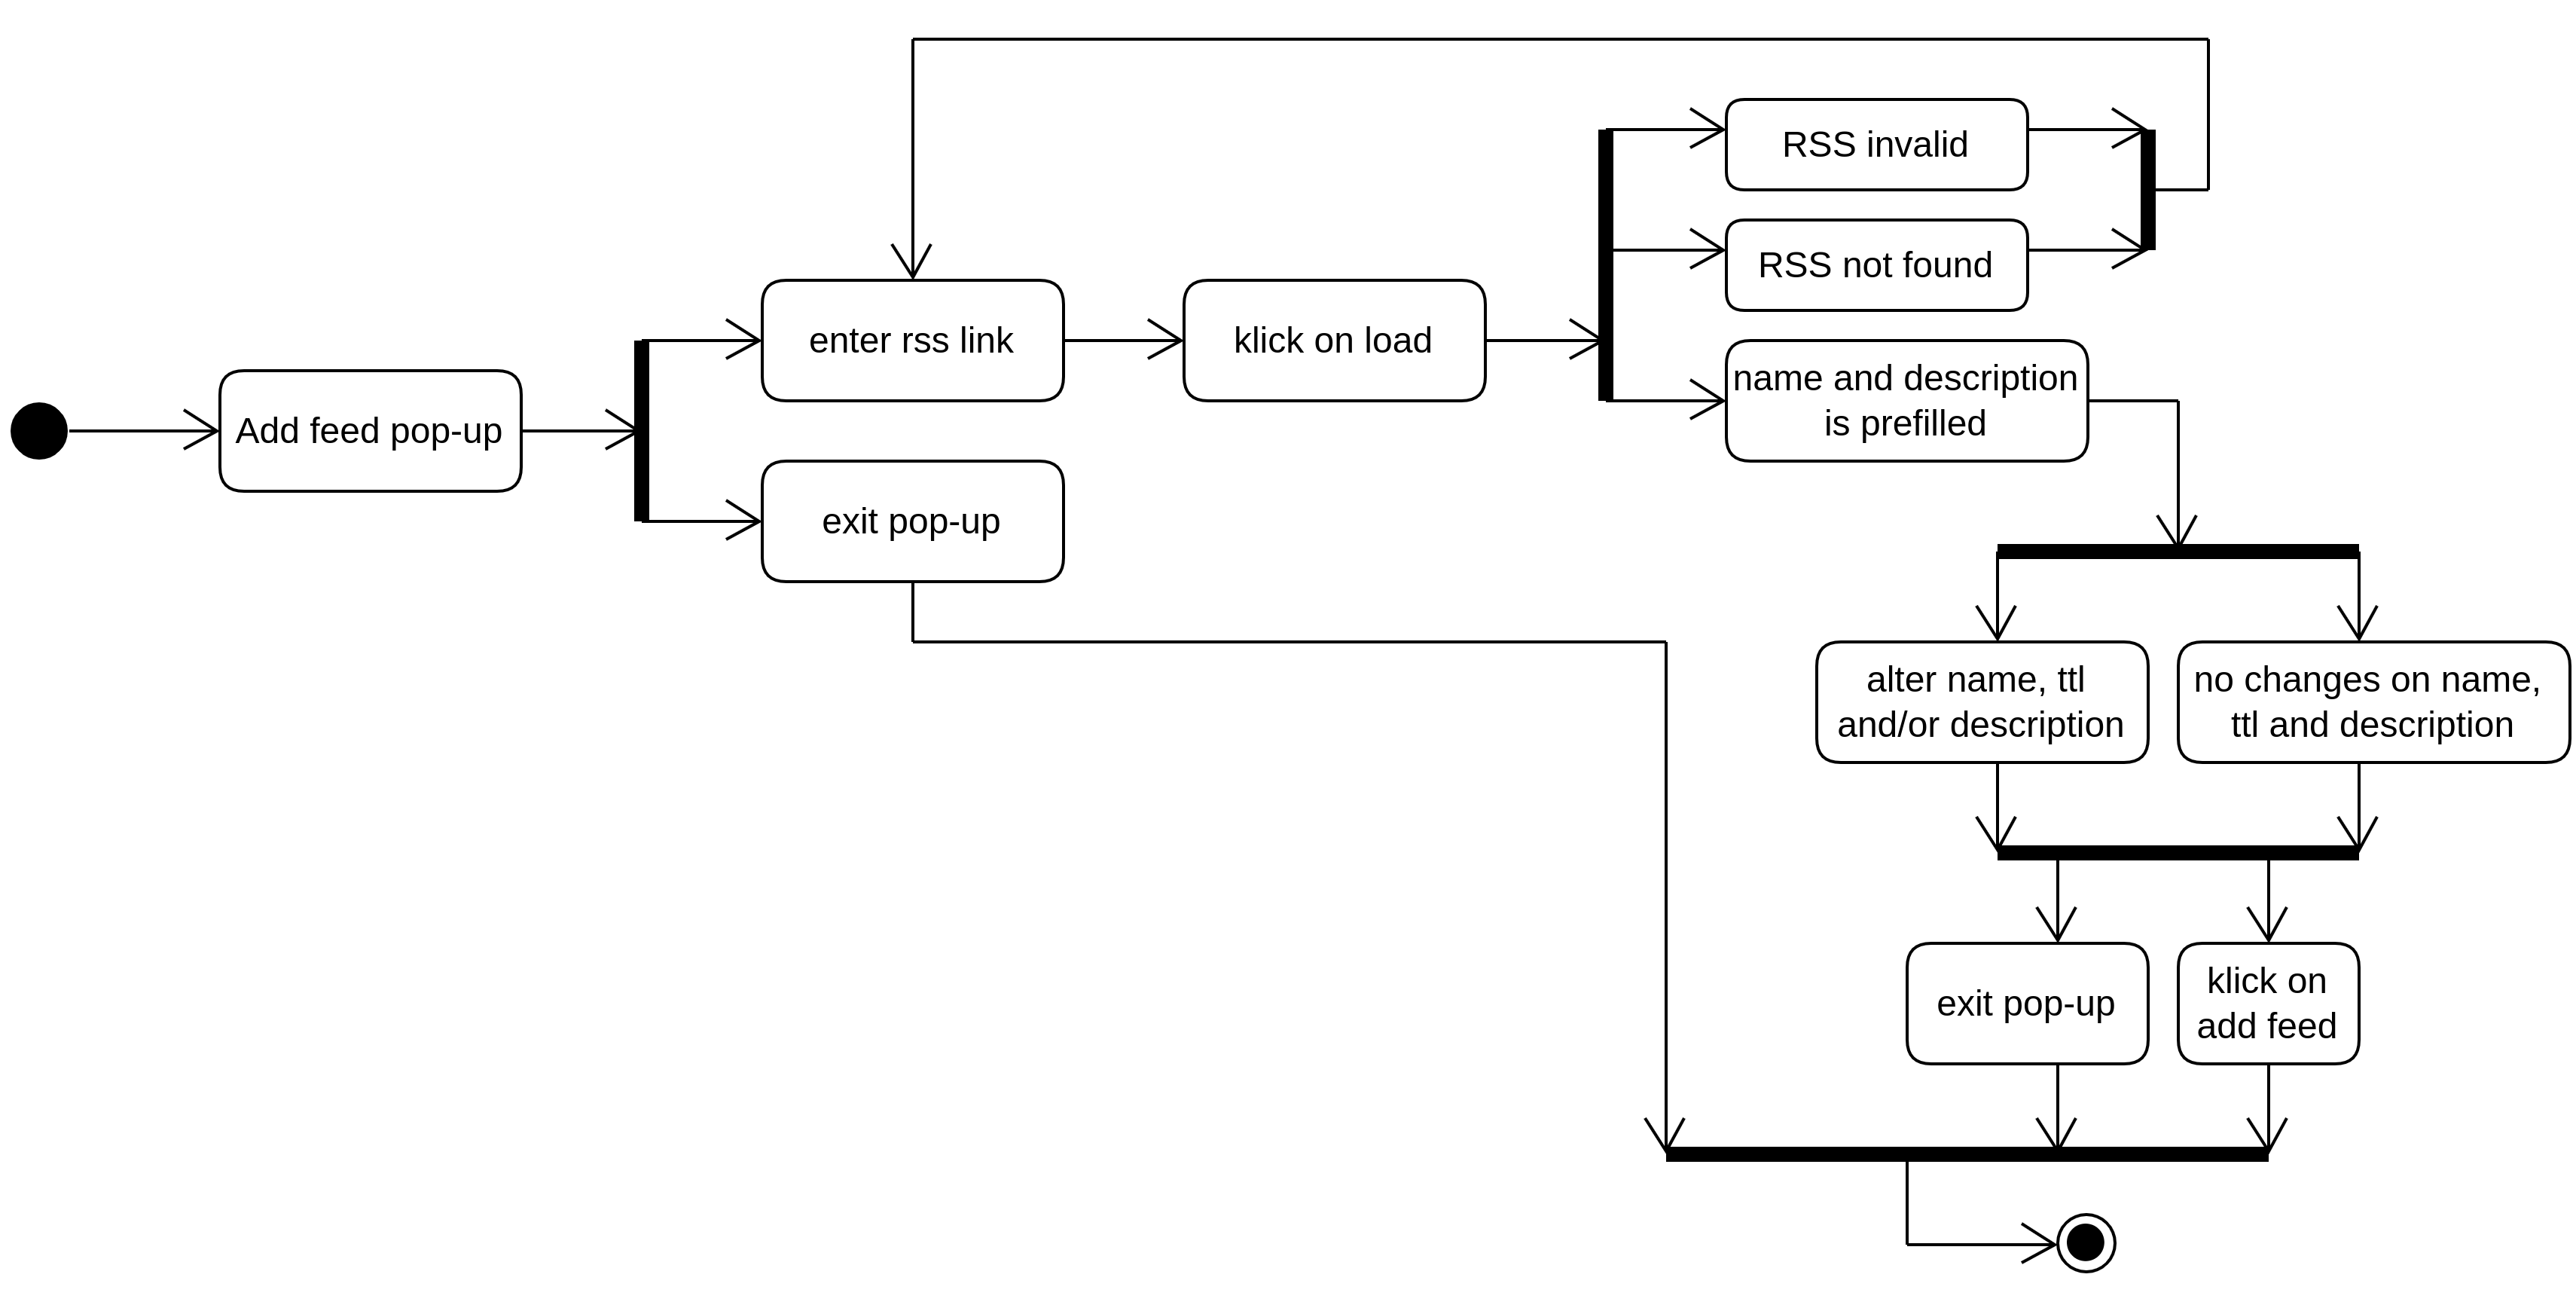 RSS invalid
RSS not found
enter rss link
klick on load
name and description
is prefilled
Add feed pop-up
exit pop-up
alter name, ttl
and/or description
no changes on name,
ttl and description
exit pop-up
klick on
add feed